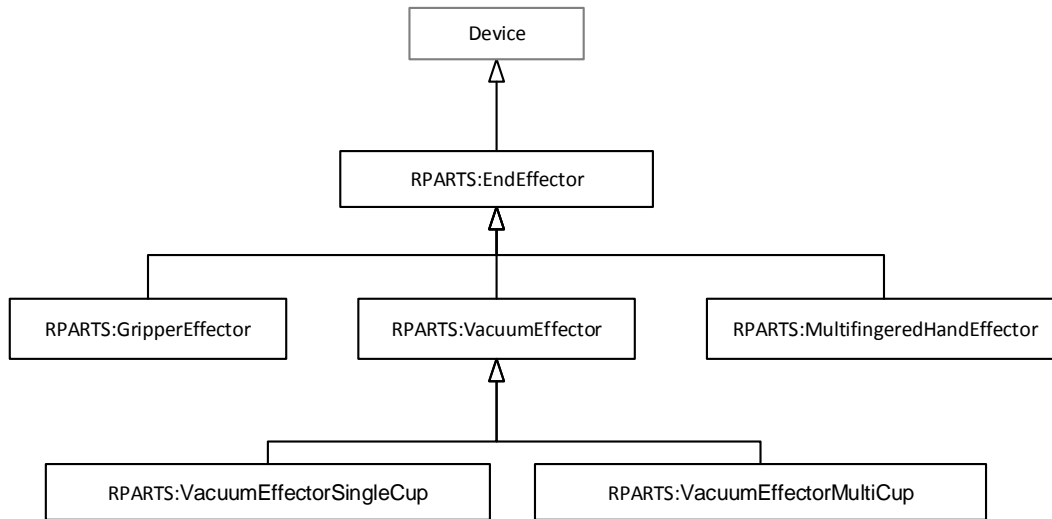 Device
RPARTS:EndEffector
RPARTS:GripperEffector
RPARTS:VacuumEffector
RPARTS:MultifingeredHandEffector
RPARTS:VacuumEffectorSingleCup
RPARTS:VacuumEffectorMultiCup